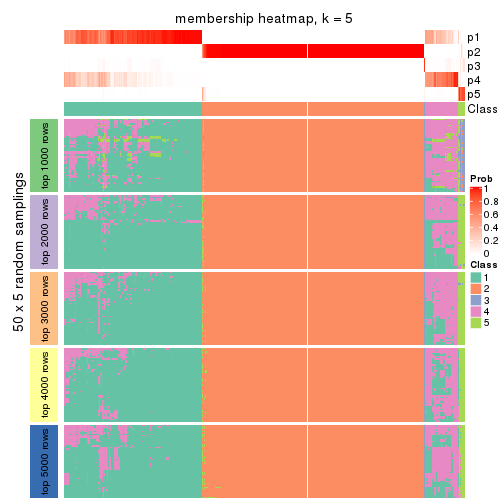 membership heatmap, k = 5
p1
p2
p3
p4
p5
Class
50 x 5 random samplings
top 1000 rows
top 2000 rows
top 3000 rows
top 4000 rows
top 5000 rows
Prob
1
0.8
0.6
0.4
0.2
0
Class
1
2
3
4
5